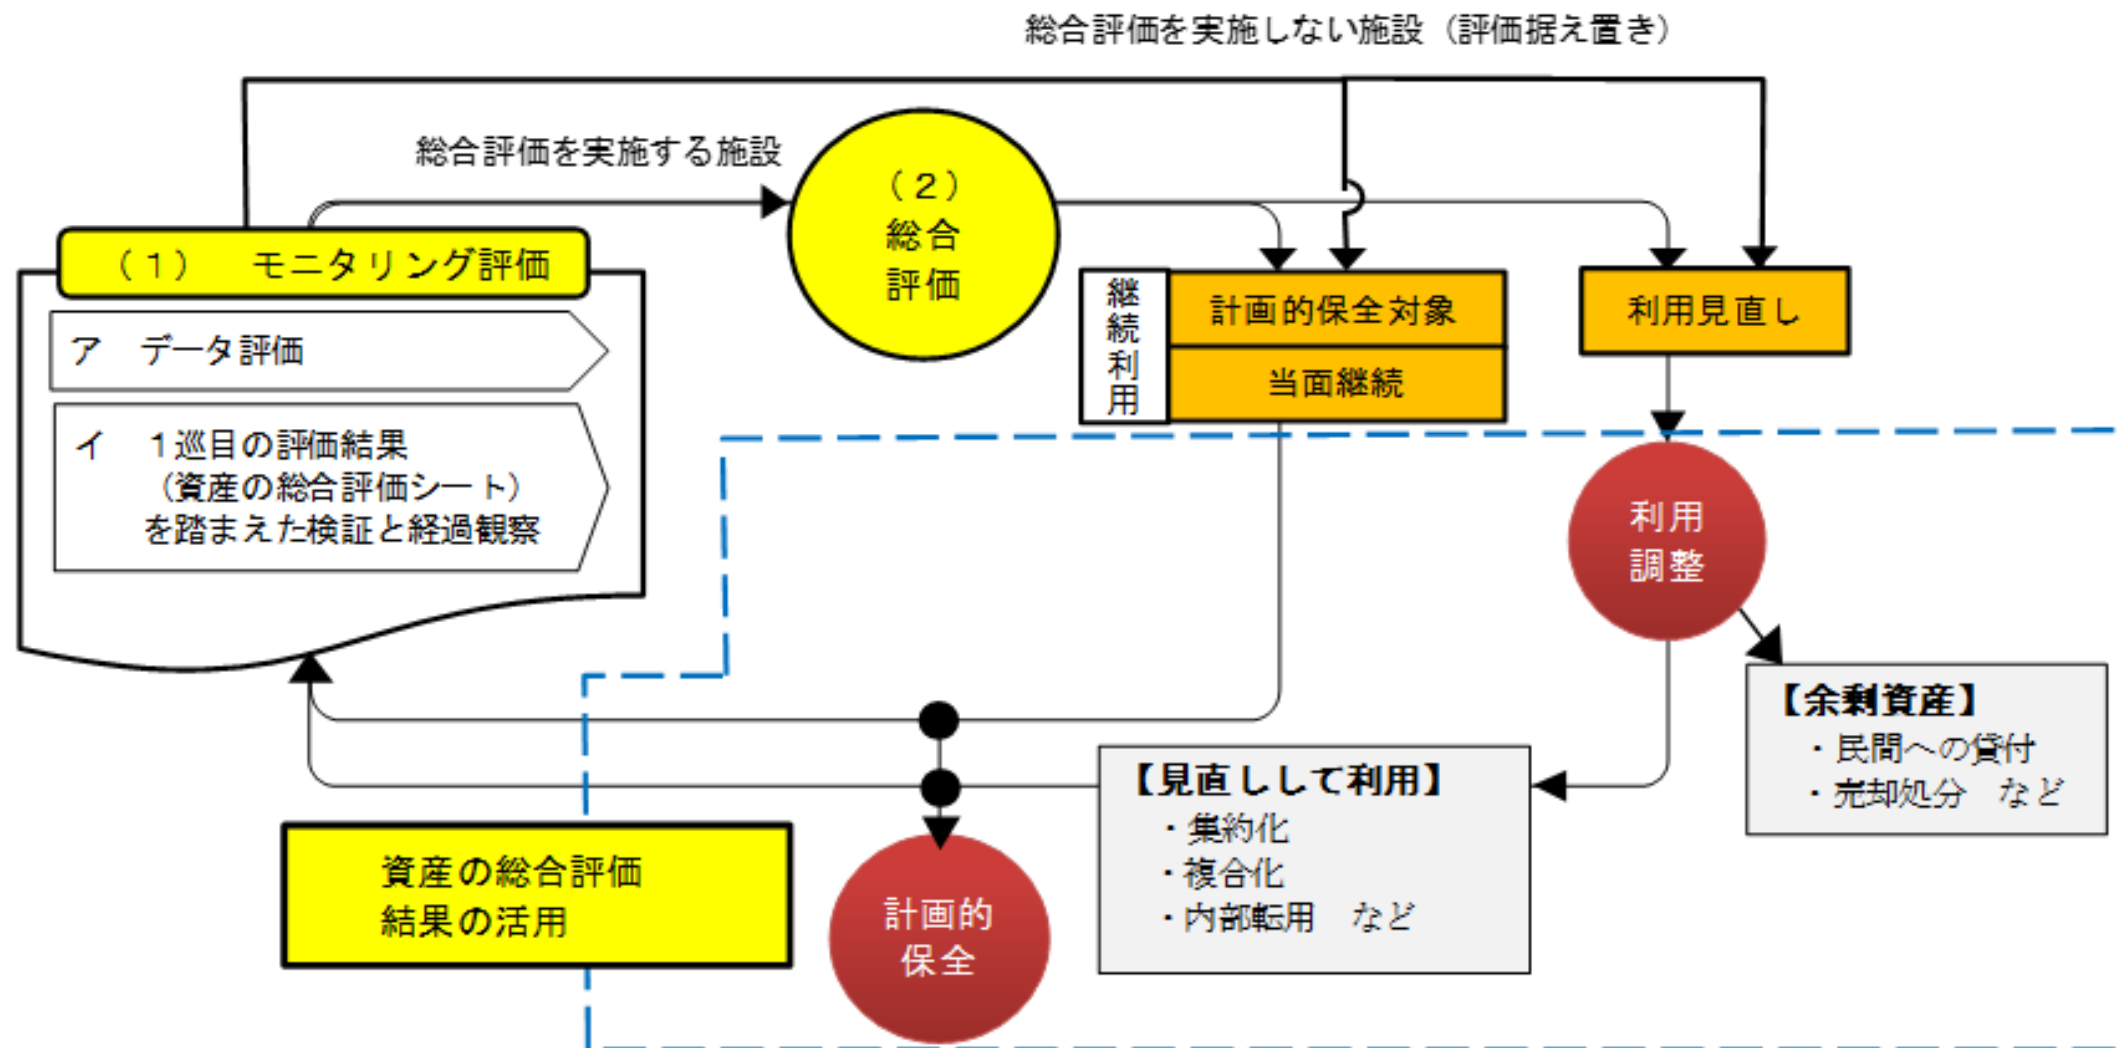 総合評価を実施しない施設（評価据え置き）
総合評価を実施する施設
（２）
総合
評価
（１）　モニタリング評価
ア　データ評価
イ　１巡目の評価結果
（資産の総合評価シート）
を踏まえた検証と経過観察
継続利用
計画的保全対象
当面継続
利用見直し
利用
調整
【余剰資産】
・民間への貸付
・売却処分　など
【見直しして利用】
・集約化
・複合化
・内部転用　など
資産の総合評価
結果の活用
計画的
保全